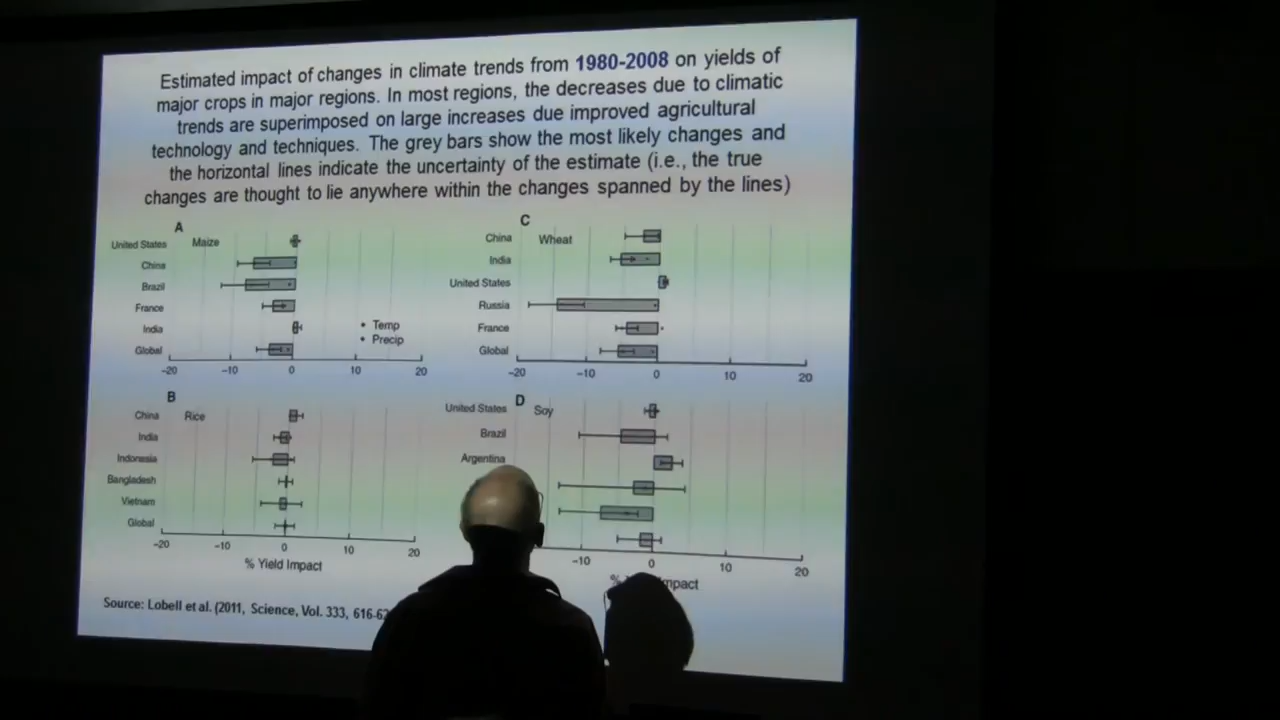 Estimated impact of changes in climate trends from 1980-2008 on yields of
major crops in major regions. In most regions, the decreases due to climatic
trends are superimposed on large increases due improved agricultural
technology and techniques. The grey bars show the most likely changes and
the horizontal lines indicate the uncertainty of the estimate (i.e., the true
changes are thought to lie anywhere within the changes spanned by the lines)
A
Maize
United States
China
Brazil
France
India
Global
• Temp
• Precip
-20 -10 0 10 20
C
Wheat
China
India
United States
Russia
France
Global
-20 -10 0 10 20
B
Rice
China
India
Indonesia
Bangladesh
Vietnam
Global
-20 -10 0 10 20
% Yield Impact
D
Soy
United States
Brazil
Argentina
-10 0 10 20
% Impact
Source: Lobell et al. (2011, Science, Vol. 333, 616-6